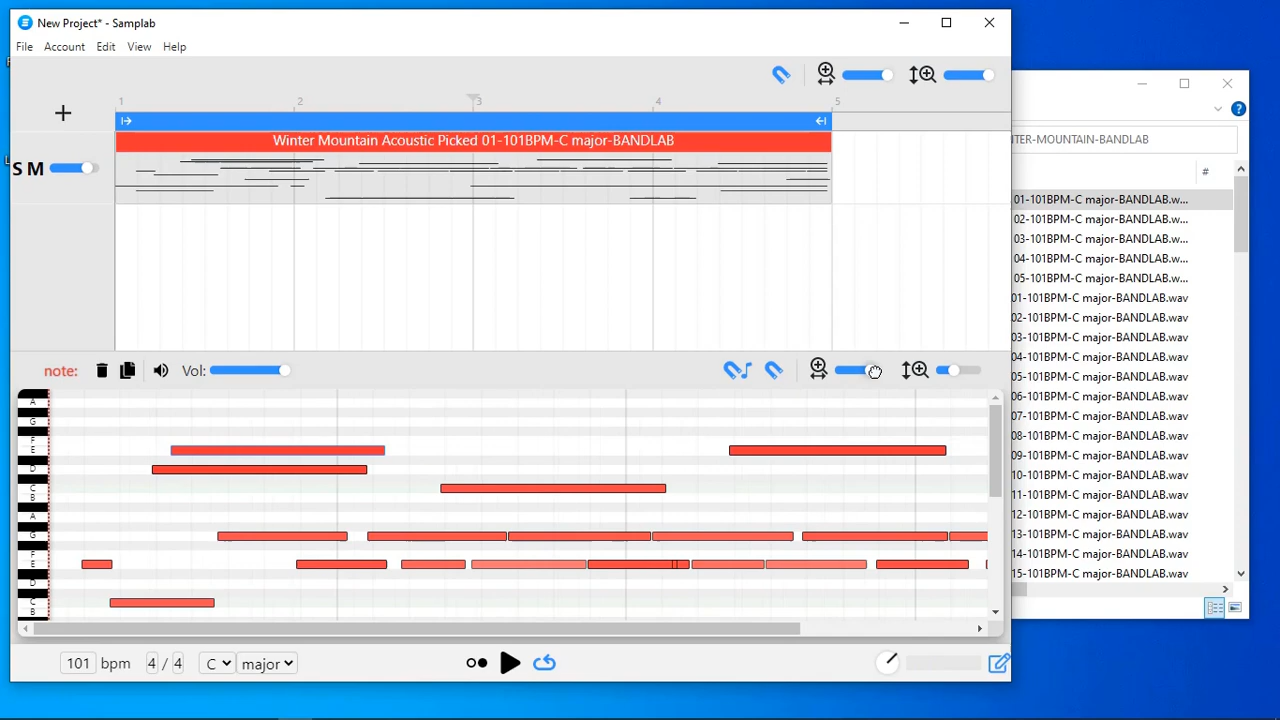 New Project* - Samplab
File Account Edit View Help
1 2 3 4 5
Winter Mountain Acoustic Picked 01-101BPM-C major-BANDLAB
S M
note: Vol:
A
G
F
E
D
C
B
A
G
F
E
D
C
B
101 bpm 4 / 4 C major
NTER-MOUNTAIN-BANDLAB
#
01-101BPM-C major-BANDLAB.w...
02-101BPM-C major-BANDLAB.w...
03-101BPM-C major-BANDLAB.w...
04-101BPM-C major-BANDLAB.w...
05-101BPM-C major-BANDLAB.w...
01-101BPM-C major-BANDLAB.wav
02-101BPM-C major-BANDLAB.wav
03-101BPM-C major-BANDLAB.wav
04-101BPM-C major-BANDLAB.wav
05-101BPM-C major-BANDLAB.wav
06-101BPM-C major-BANDLAB.wav
07-101BPM-C major-BANDLAB.wav
08-101BPM-C major-BANDLAB.wav
09-101BPM-C major-BANDLAB.wav
10-101BPM-C major-BANDLAB.wav
11-101BPM-C major-BANDLAB.wav
12-101BPM-C major-BANDLAB.wav
13-101BPM-C major-BANDLAB.wav
14-101BPM-C major-BANDLAB.wav
15-101BPM-C major-BANDLAB.wav